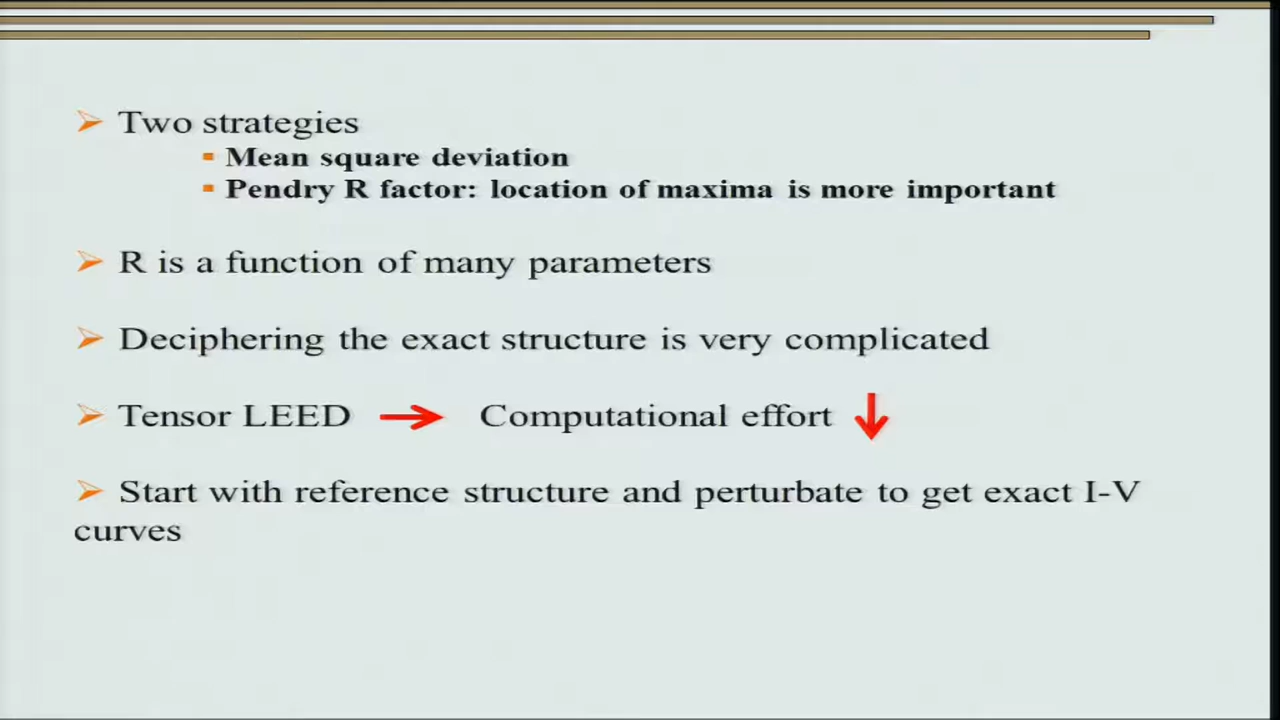 Two strategies
Mean square deviation
Pendry R factor: location of maxima is more important
R is a function of many parameters
Deciphering the exact structure is very complicated
Tensor LEED → Computational effort ↓
Start with reference structure and perturbate to get exact I-V
curves